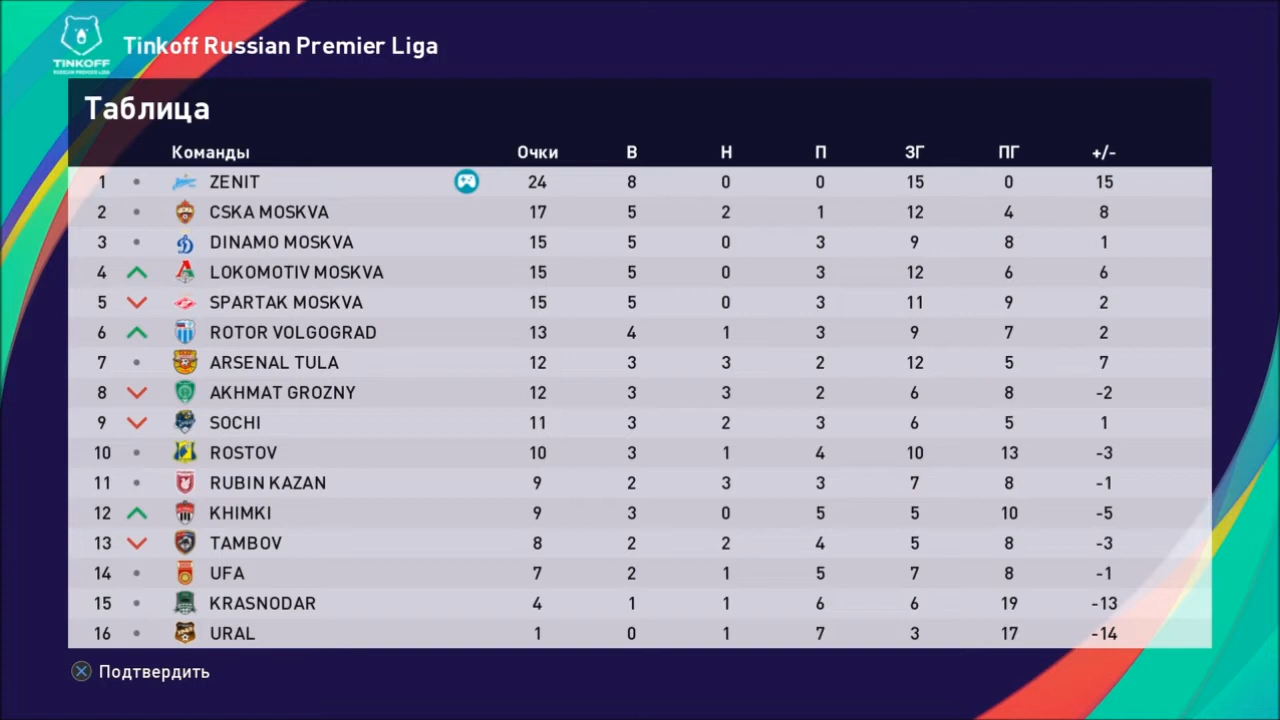 Tinkoff Russian Premier Liga
TINKOFF
RUSSIAN PREMIER LIGA
Таблица
Команды Очки В Н П ЗГ ПГ +/-
1 ZENIT 24 8 0 0 15 0 15
2 CSKA MOSKVA 17 5 2 1 12 4 8
3 DINAMO MOSKVA 15 5 0 3 9 8 1
4 LOKOMOTIV MOSKVA 15 5 0 3 12 6 6
5 SPARTAK MOSKVA 15 5 0 3 11 9 2
6 ROTOR VOLGOGRAD 13 4 1 3 9 7 2
7 ARSENAL TULA 12 3 3 2 12 5 7
8 AKHMAT GROZNY 12 3 3 2 6 8 -2
9 SOCHI 11 3 2 3 6 5 1
10 ROSTOV 10 3 1 4 10 13 -3
11 RUBIN KAZAN 9 2 3 3 7 8 -1
12 KHIMKI 9 3 0 5 5 10 -5
13 TAMBOV 8 2 2 4 5 8 -3
14 UFA 7 2 1 5 7 8 -1
15 KRASNODAR 4 1 1 6 6 19 -13
16 URAL 1 0 1 7 3 17 -14
Подтвердить